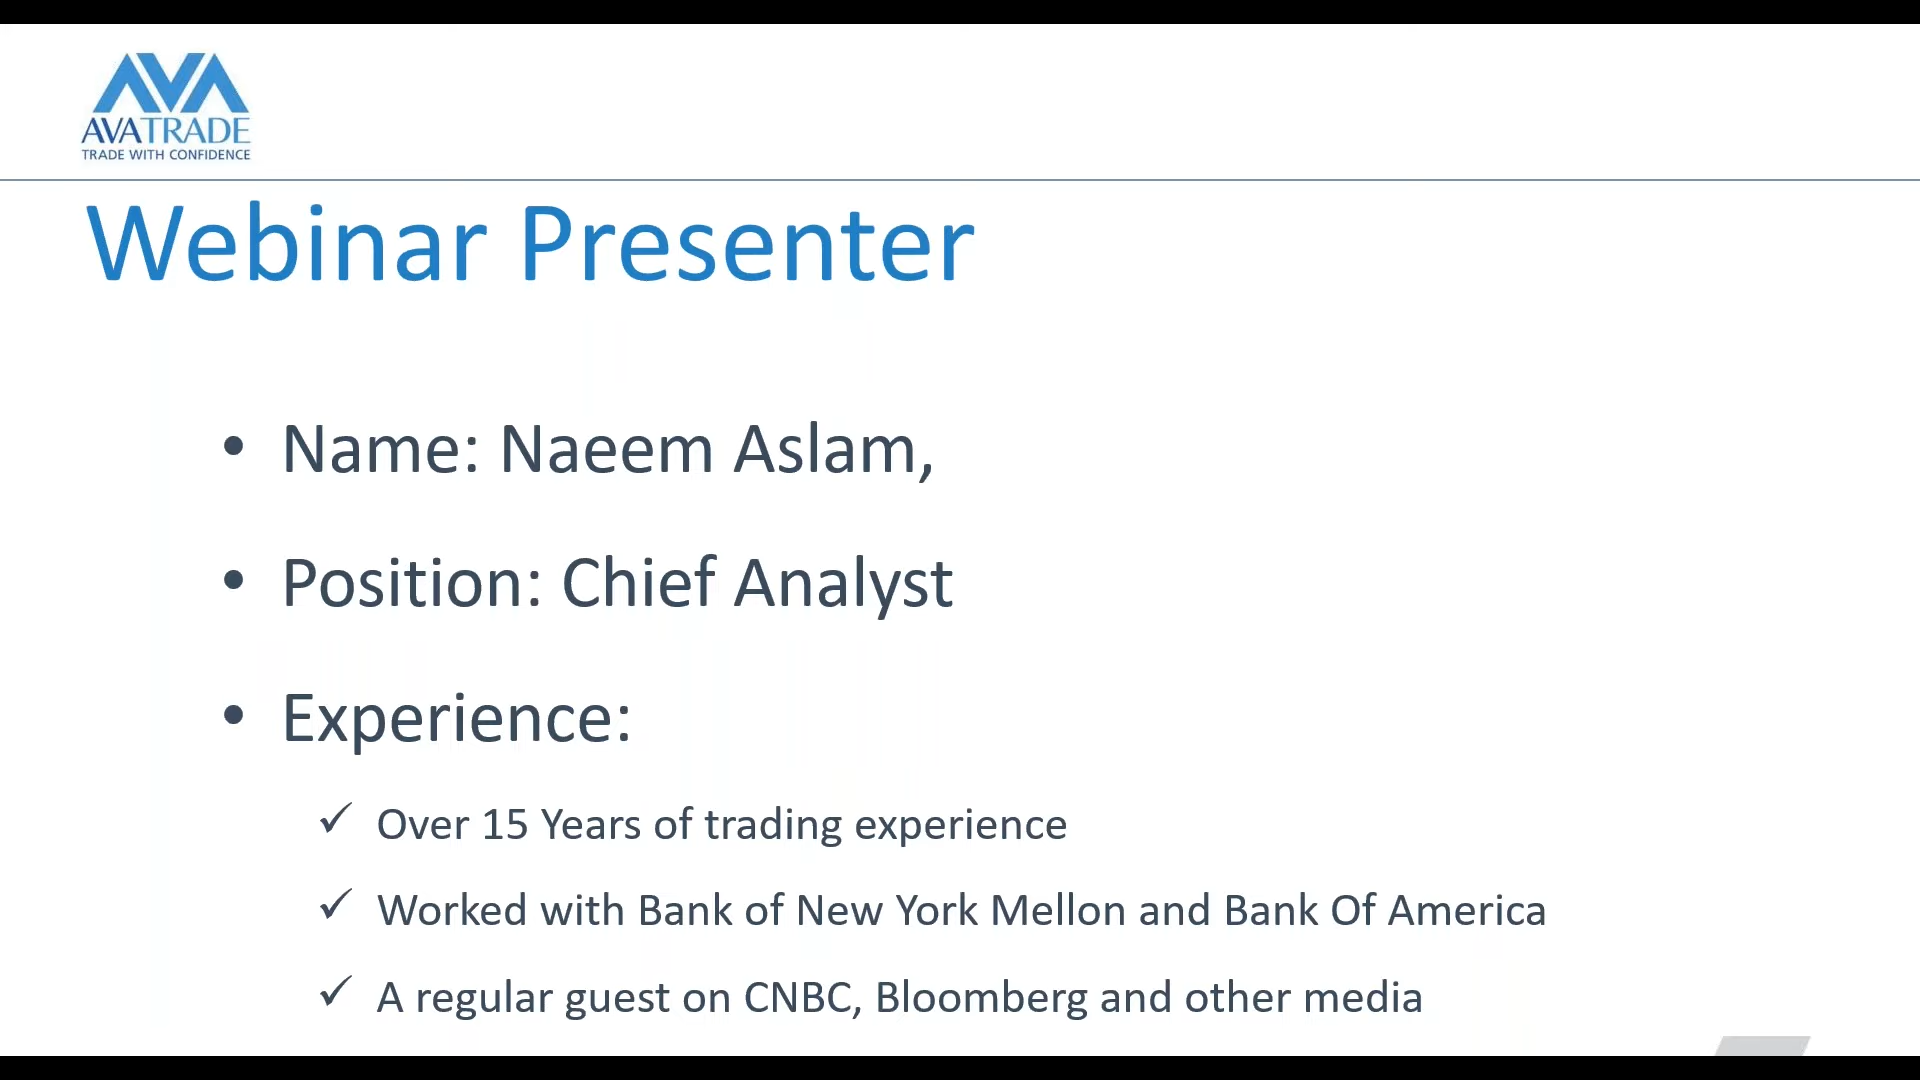 AVA
AVATRADE
TRADE WITH CONFIDENCE
Webinar Presenter
• Name: Naeem Aslam,
• Position: Chief Analyst
• Experience:
✓ Over 15 Years of trading experience
✓ Worked with Bank of New York Mellon and Bank Of America
✓ A regular guest on CNBC, Bloomberg and other media